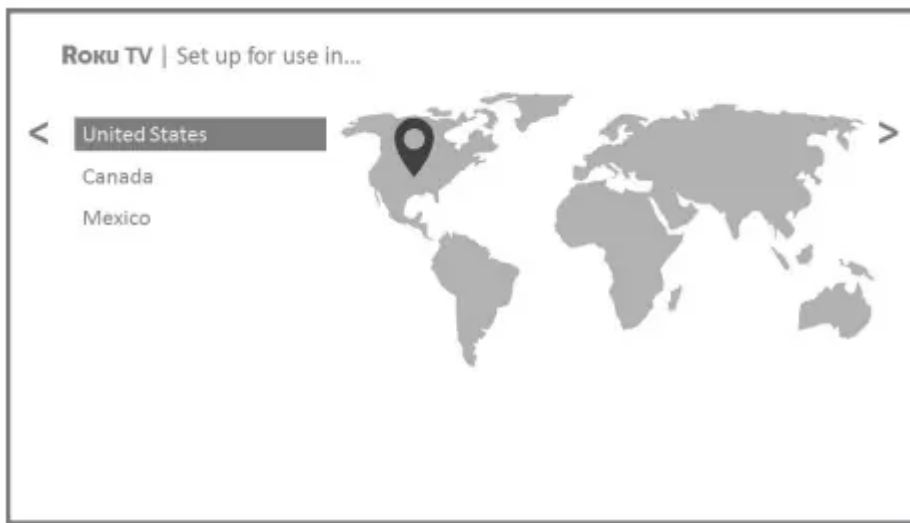 ROKU TV | Set up for use in...
< United States >
Canada
Mexico